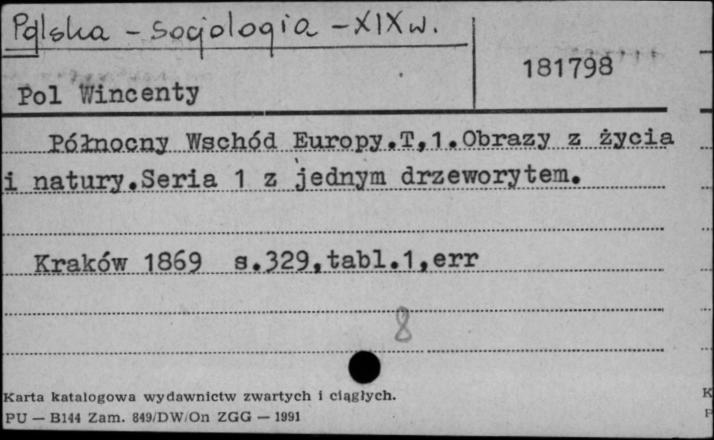 Polska - socjologia - XIX w.
181798
Pol Wincenty
Północny Wschód Europy.T,1.Obrazy z życia
i natury.Seria 1 z jednym drzeworytem.
Kraków 1869 s.329,tabl.1,err
8
Karta katalogowa wydawnictw zwartych i ciągłych.
PU — B144 Zam. 849/DW/On ZGG — 1991